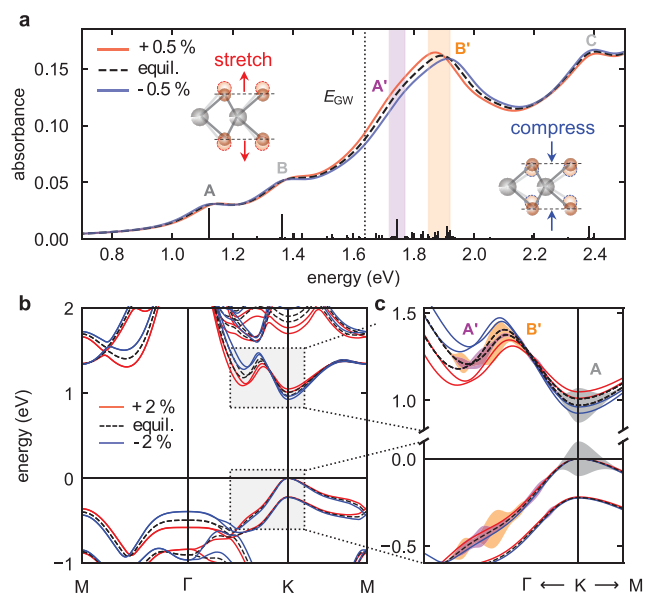 a
+ 0.5 %
equil.
- 0.5 %
stretch
E_GW
A'
B'
C
A
B
compress
absorbance
0.15
0.10
0.05
0.00
0.8 1.0 1.2 1.4 1.6 1.8 2.0 2.2 2.4
energy (eV)
b
energy (eV)
2
1
0
−1
+ 2 %
equil.
- 2 %
M Γ K M
c
1.5
1.0
0.0
−0.5
A'
B'
A
Γ ⟵ K ⟶ M